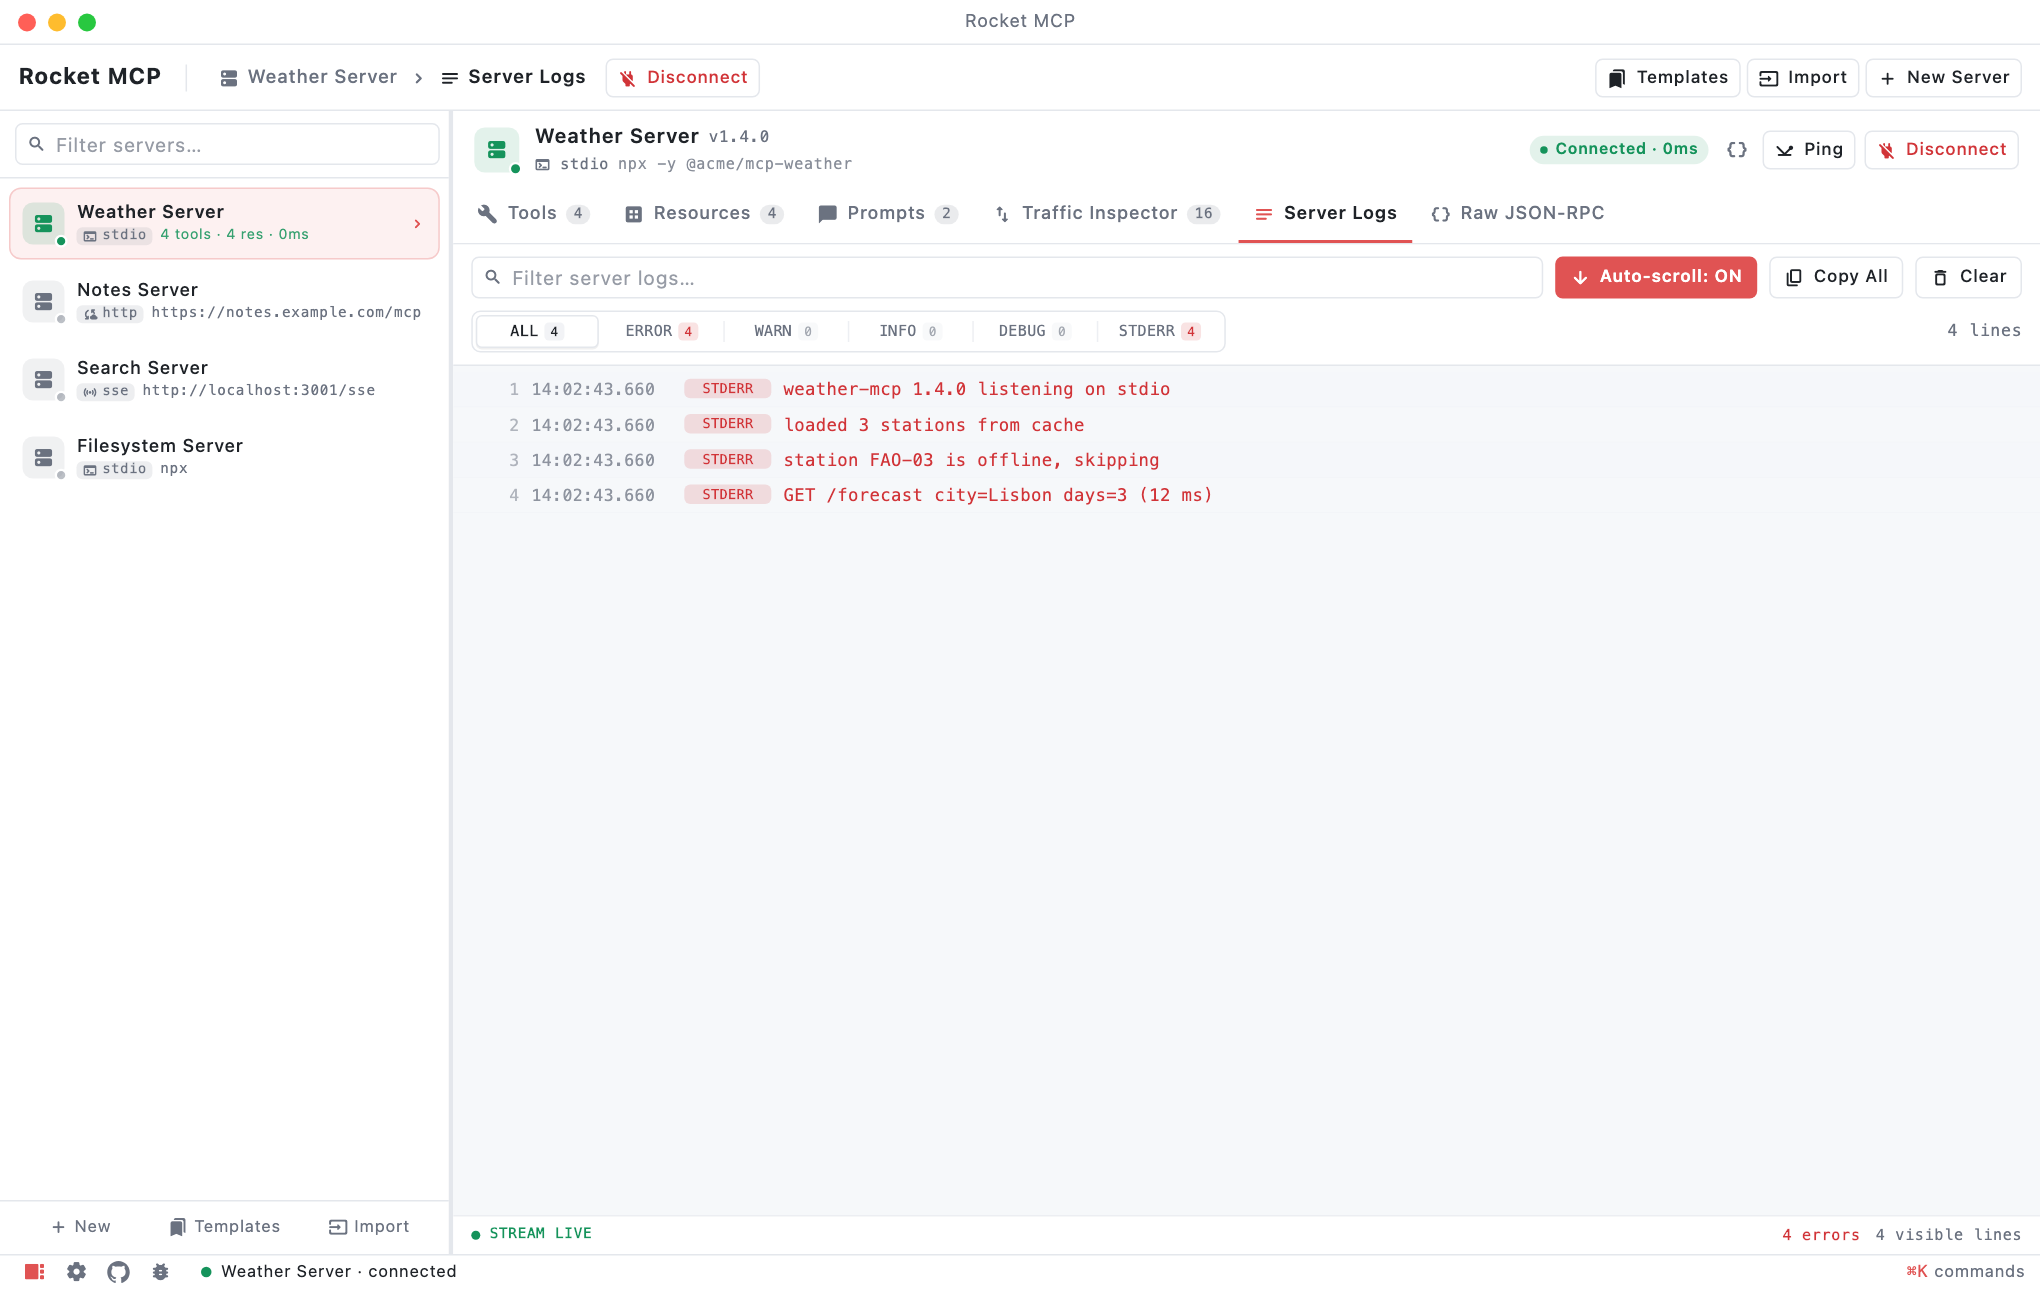 Rocket MCP
Rocket MCP
Weather Server
Server Logs
Disconnect
Templates
Import
New Server
Filter servers...
Weather Server
stdio 4 tools · 4 res · 0ms
Notes Server
http https://notes.example.com/mcp
Search Server
sse http://localhost:3001/sse
Filesystem Server
stdio npx
New
Templates
Import
Weather Server v1.4.0
stdio npx -y @acme/mcp-weather
Connected · 0ms
{}
Ping
Disconnect
Tools 4
Resources 4
Prompts 2
Traffic Inspector 16
Server Logs
{} Raw JSON-RPC
Filter server logs...
Auto-scroll: ON
Copy All
Clear
ALL 4
ERROR 4
WARN 0
INFO 0
DEBUG 0
STDERR 4
4 lines
1 14:02:43.660 STDERR weather-mcp 1.4.0 listening on stdio
2 14:02:43.660 STDERR loaded 3 stations from cache
3 14:02:43.660 STDERR station FAO-03 is offline, skipping
4 14:02:43.660 STDERR GET /forecast city=Lisbon days=3 (12 ms)
STREAM LIVE
4 errors 4 visible lines
Weather Server · connected
⌘K commands